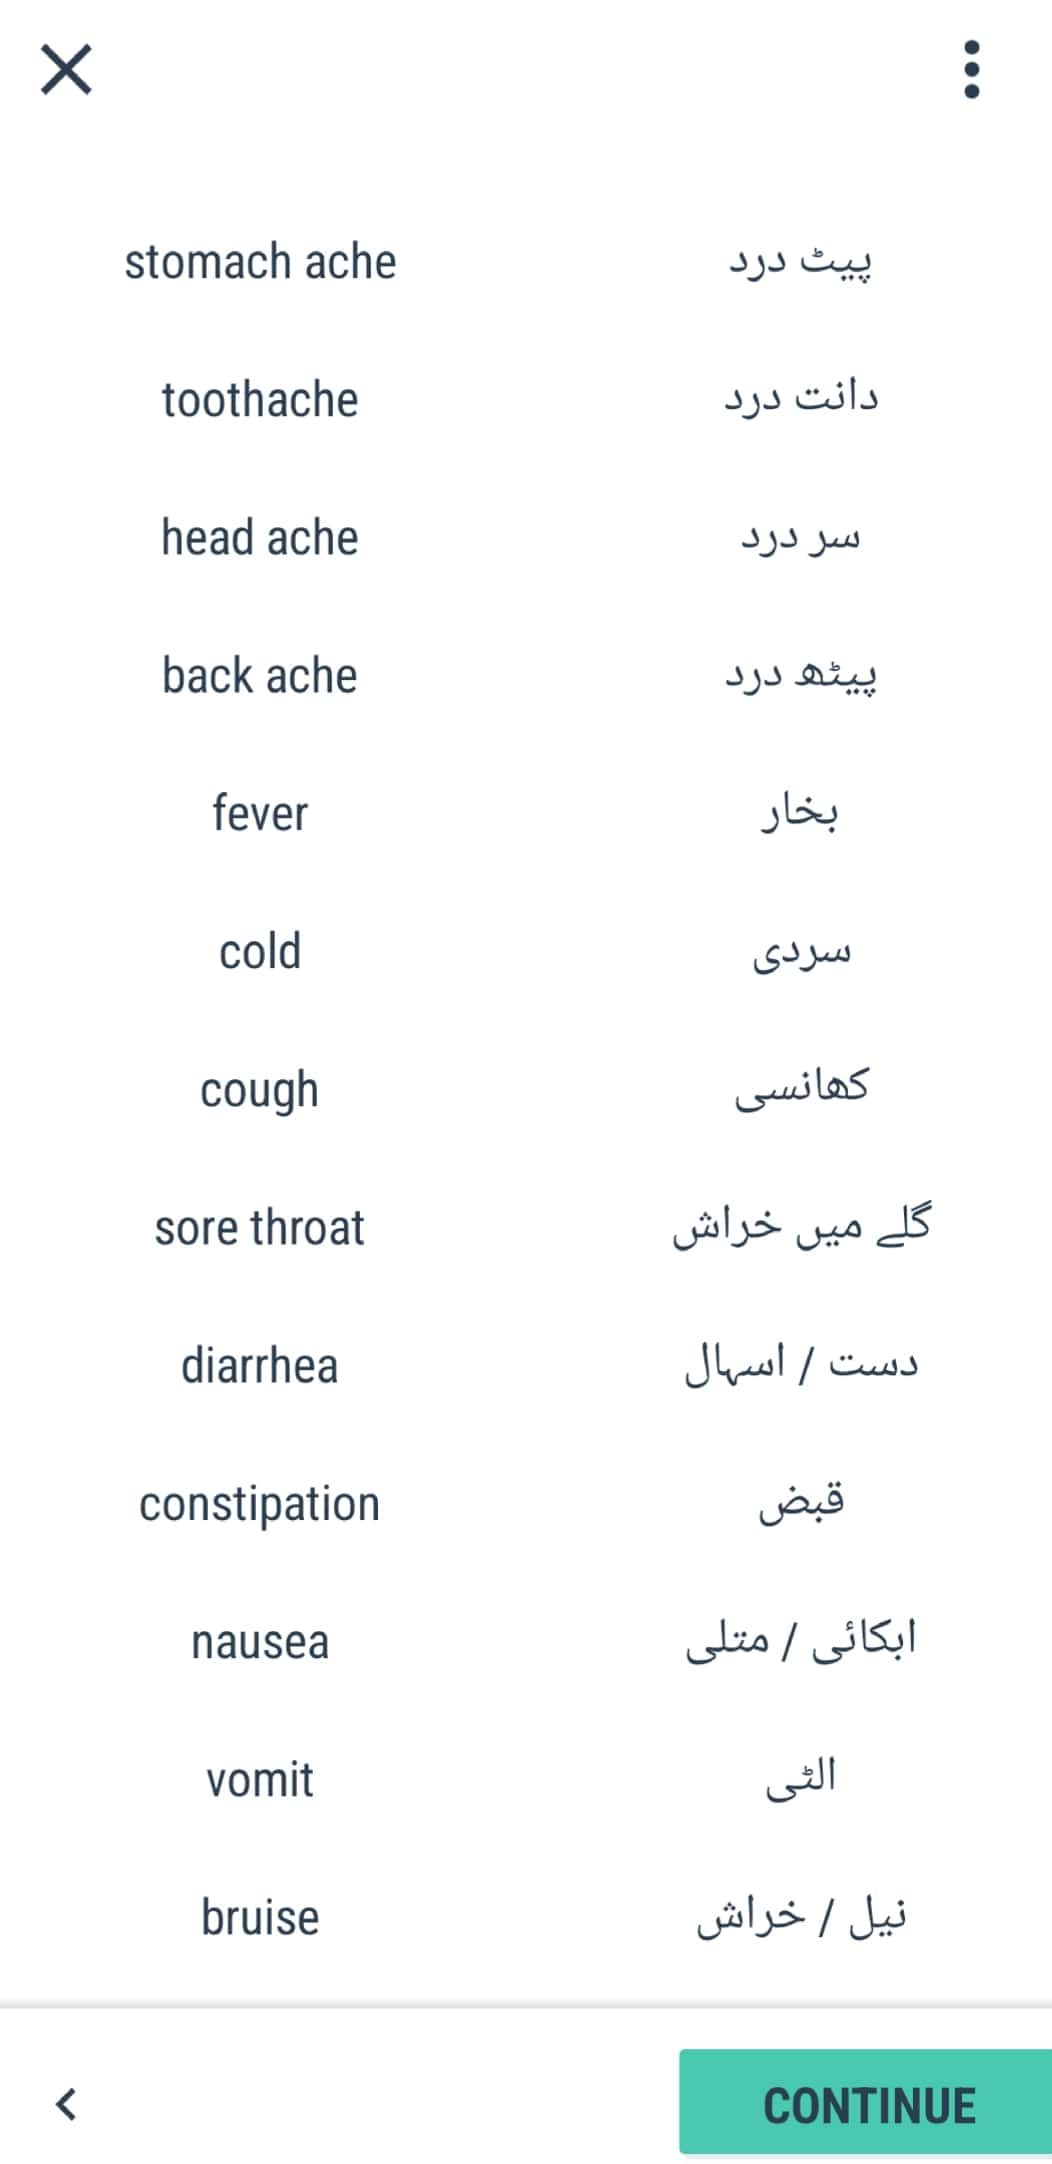 stomach ache پیٹ درد
toothache دانت درد
head ache سر درد
back ache پیٹھ درد
fever بخار
cold سردی
cough کھانسی
sore throat گلے میں خراش
diarrhea دست / اسہال
constipation قبض
nausea ابکائی / متلی
vomit الٹی
bruise نیل / خراش
CONTINUE